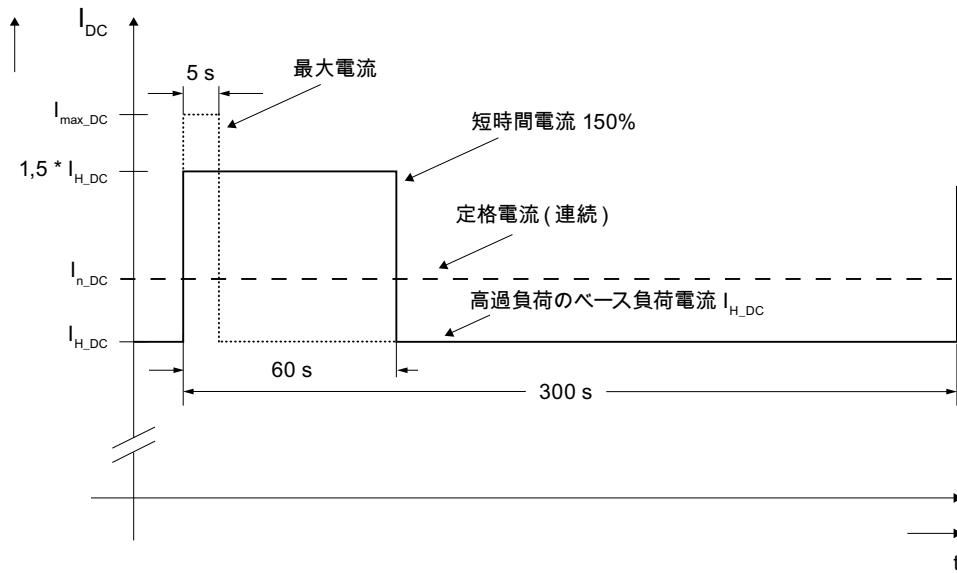 I_DC
5 s
最大電流
I_max_DC
短時間電流 150%
1,5 * I_H_DC
定格電流 ( 連続 )
I_n_DC
高過負荷のベース負荷電流 I_H_DC
I_H_DC
60 s
300 s
t